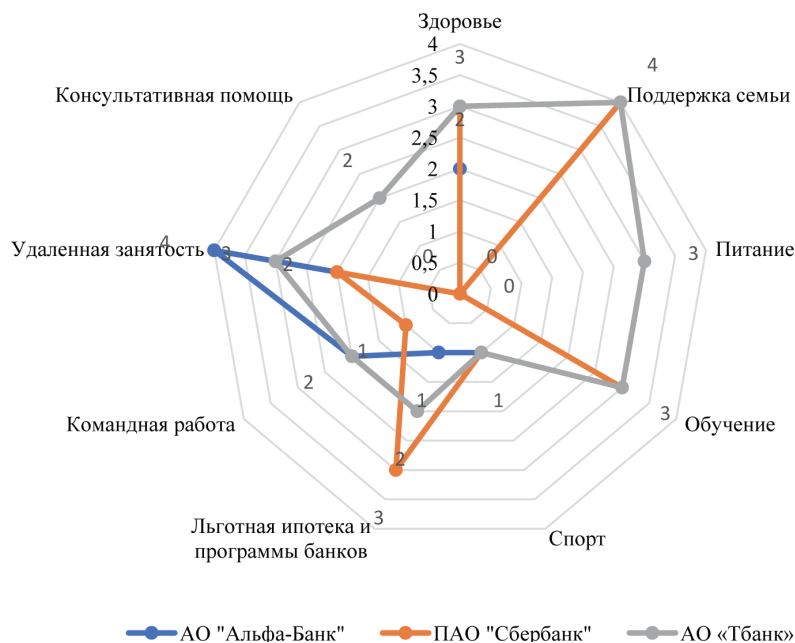 Здоровье
4
3
4
3,5
Консультативная помощь
Поддержка семьи
3
2
2,5
2
2
1,5
Удаленная занятость
4
3
2
1
0
0
3
Питание
0,5
0
0
1
2
1
1
3
Обучение
Командная работа
2
3
Льготная ипотека и
программы банков
Спорт
АО "Альфа-Банк"
ПАО "Сбербанк"
АО «Тбанк»